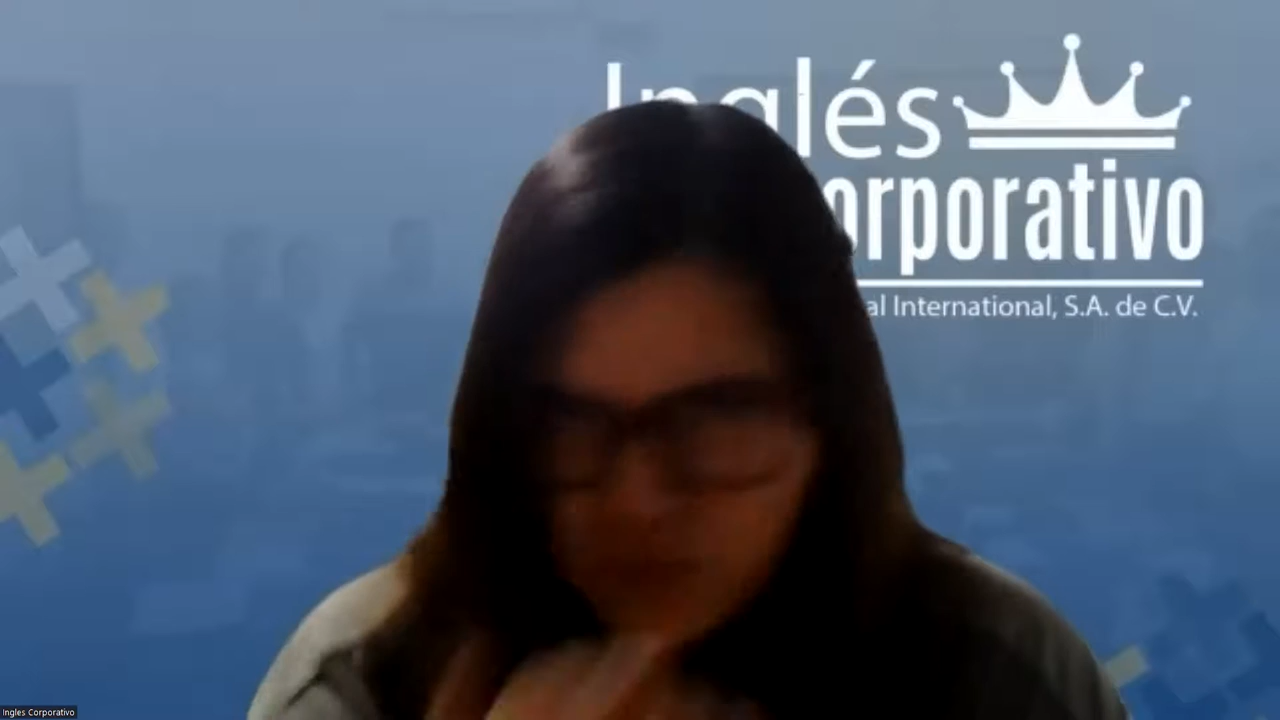 Inglés
orporativo
al International, S.A. de C.V.
Ingles Corporativo